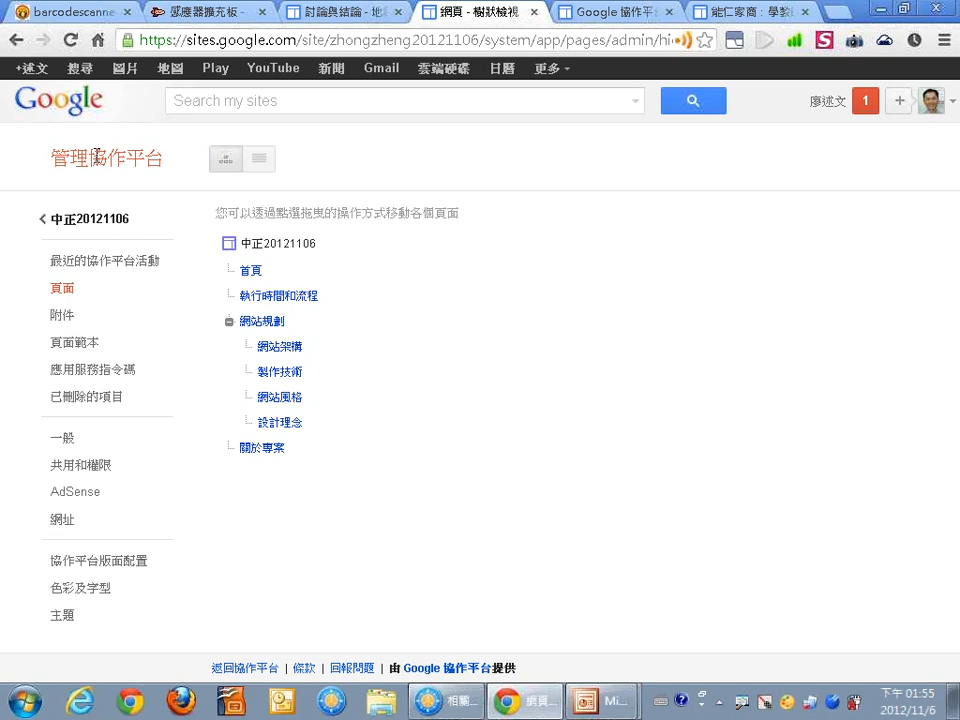 barcodescanne
感應器擴充板 -
討論與結論 - 地
網頁 - 樹狀檢視
Google 協作平
能仁家商：學
https://sites.google.com/site/zhongzheng20121106/system/app/pages/admin/hi
+述文 搜尋 圖片 地圖 Play YouTube 新聞 Gmail 雲端硬碟 日曆 更多
Google
Search my sites
廖述文 1
管理協作平台
中正20121106
最近的協作平台活動
頁面
附件
頁面範本
應用服務指令碼
已刪除的項目
一般
共用和權限
AdSense
網址
協作平台版面配置
色彩及字型
主題
您可以透過點選拖曳的操作方式移動各個頁面
中正20121106
首頁
執行時間和流程
網站規劃
網站架構
製作技術
網站風格
設計理念
關於專案
返回協作平台 | 條款 | 回報問題 | 由 Google 協作平台提供
相關...
網頁...
Mi...
下午 01:55
2012/11/6